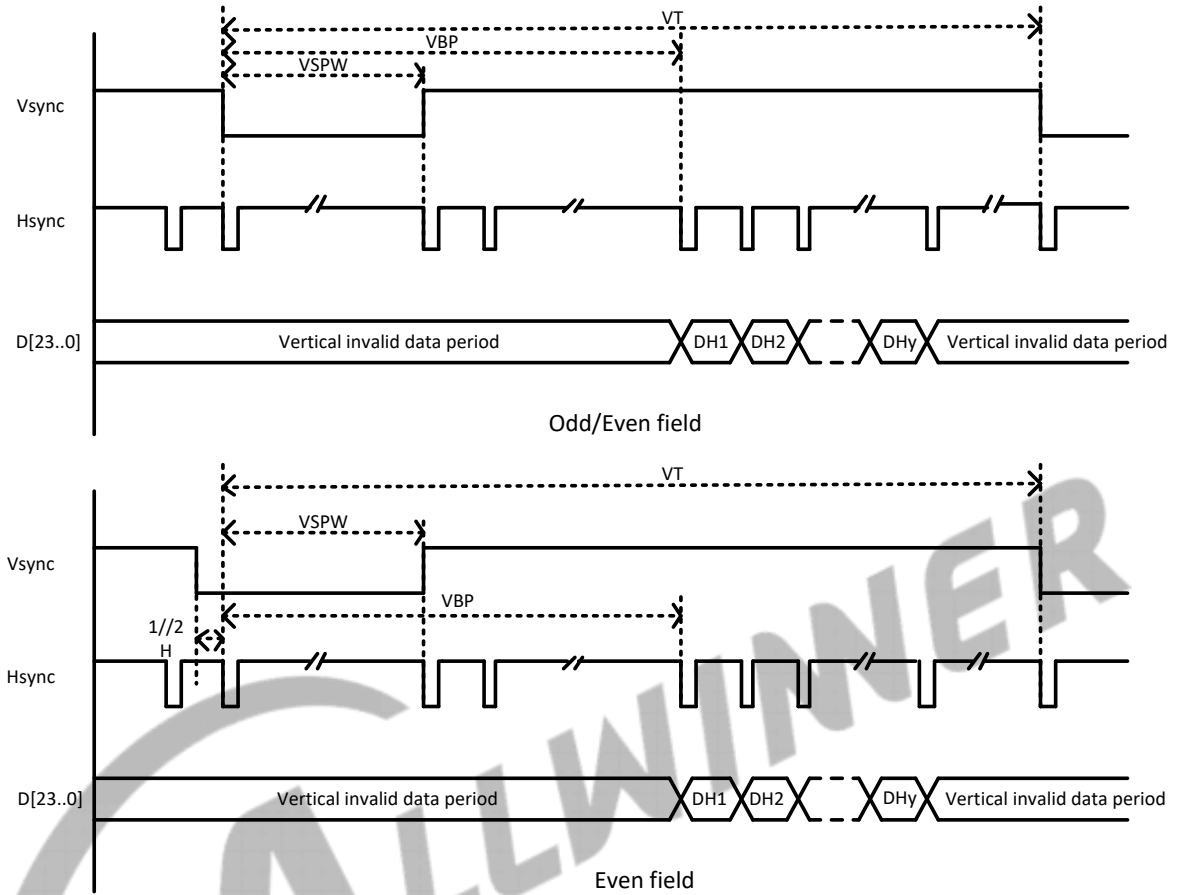 VT
VBP
VSPW
Vsync
Hsync
D[23..0]
Vertical invalid data period
DH1
DH2
DHy
Vertical invalid data period
Odd/Even field
VT
VSPW
Vsync
VBP
1//2
H
Hsync
D[23..0]
Vertical invalid data period
DH1
DH2
DHy
Vertical invalid data period
Even field
ALLWINNER